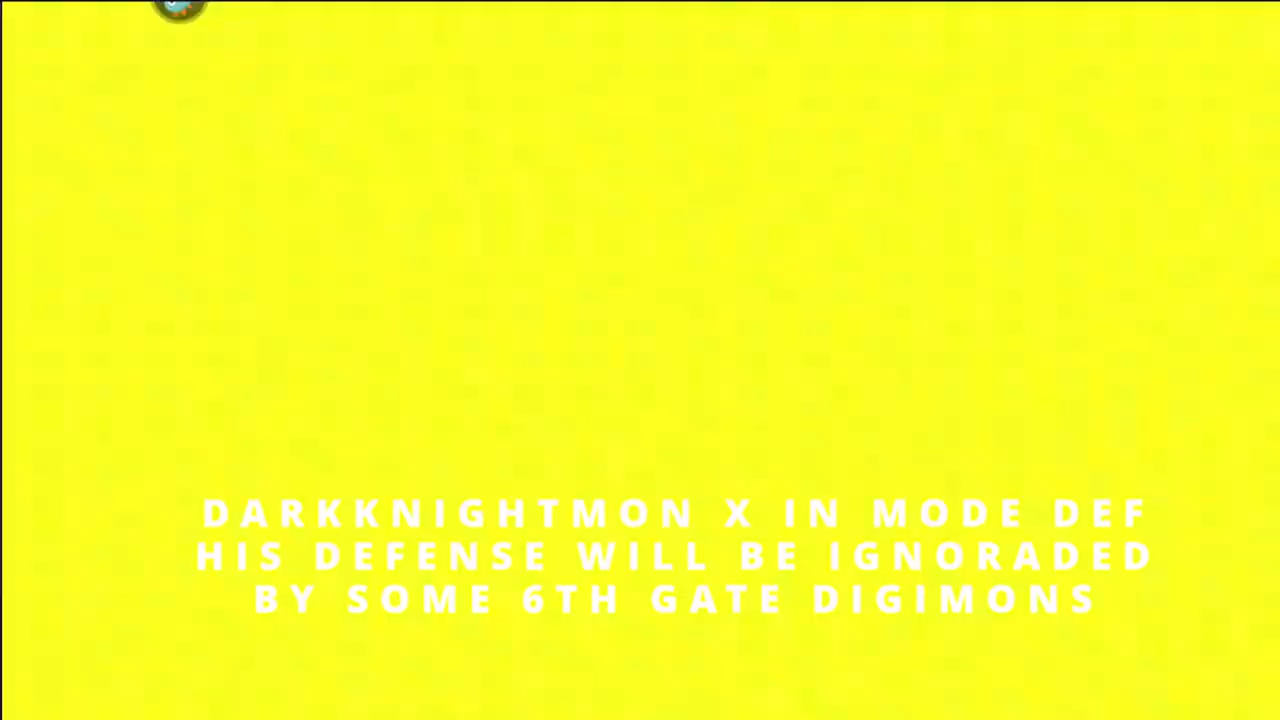 DARKKNIGHTMON X IN MODE DEF
HIS DEFENSE WILL BE IGNORADED
BY SOME 6TH GATE DIGIMONS